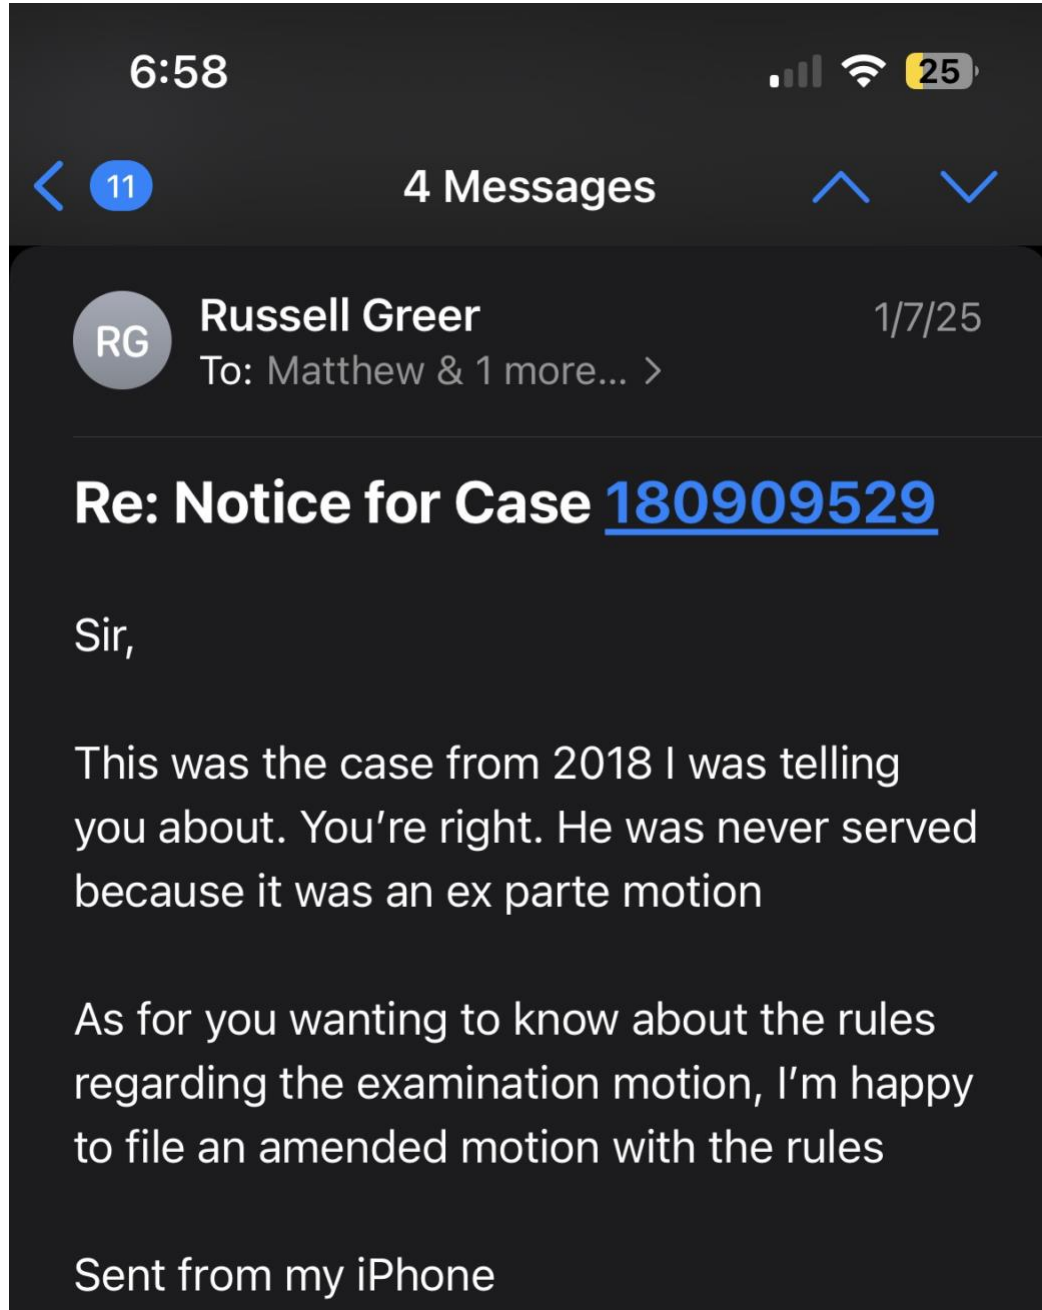 6:58
25
11
4 Messages
RG
Russell Greer
1/7/25
To: Matthew & 1 more...
Re: Notice for Case 180909529
Sir,
This was the case from 2018 I was telling
you about. You’re right. He was never served
because it was an ex parte motion
As for you wanting to know about the rules
regarding the examination motion, I’m happy
to file an amended motion with the rules
Sent from my iPhone